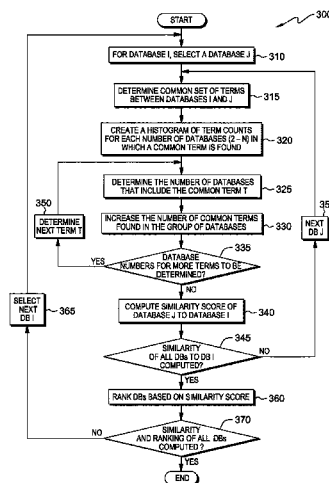 START
300
FOR DATABASE I, SELECT A DATABASE J
310
DETERMINE COMMON SET OF TERMS
BETWEEN DATABASES I AND J
315
CREATE A HISTOGRAM OF TERM COUNTS
FOR EACH NUMBER OF DATABASES (2 – N) IN
WHICH A COMMON TERM IS FOUND
320
DETERMINE THE NUMBER OF DATABASES
THAT INCLUDE THE COMMON TERM T
325
350
DETERMINE
NEXT TERM T
INCREASE THE NUMBER OF COMMON TERMS
FOUND IN THE GROUP OF DATABASES
330
NEXT
DB J
335
DATABASE
NUMBERS FOR MORE TERMS TO BE
DETERMINED?
YES
NO
SELECT
NEXT
DB I
365
COMPUTE SIMILARITY SCORE OF
DATABASE J TO DATABASE I
340
345
SIMILARITY
OF ALL DBs TO DB I
COMPUTED?
NO
YES
RANK DBs BASED ON SIMILARITY SCORE
360
370
SIMILARITY
AND RANKING OF ALL DBs
COMPUTED?
NO
YES
END